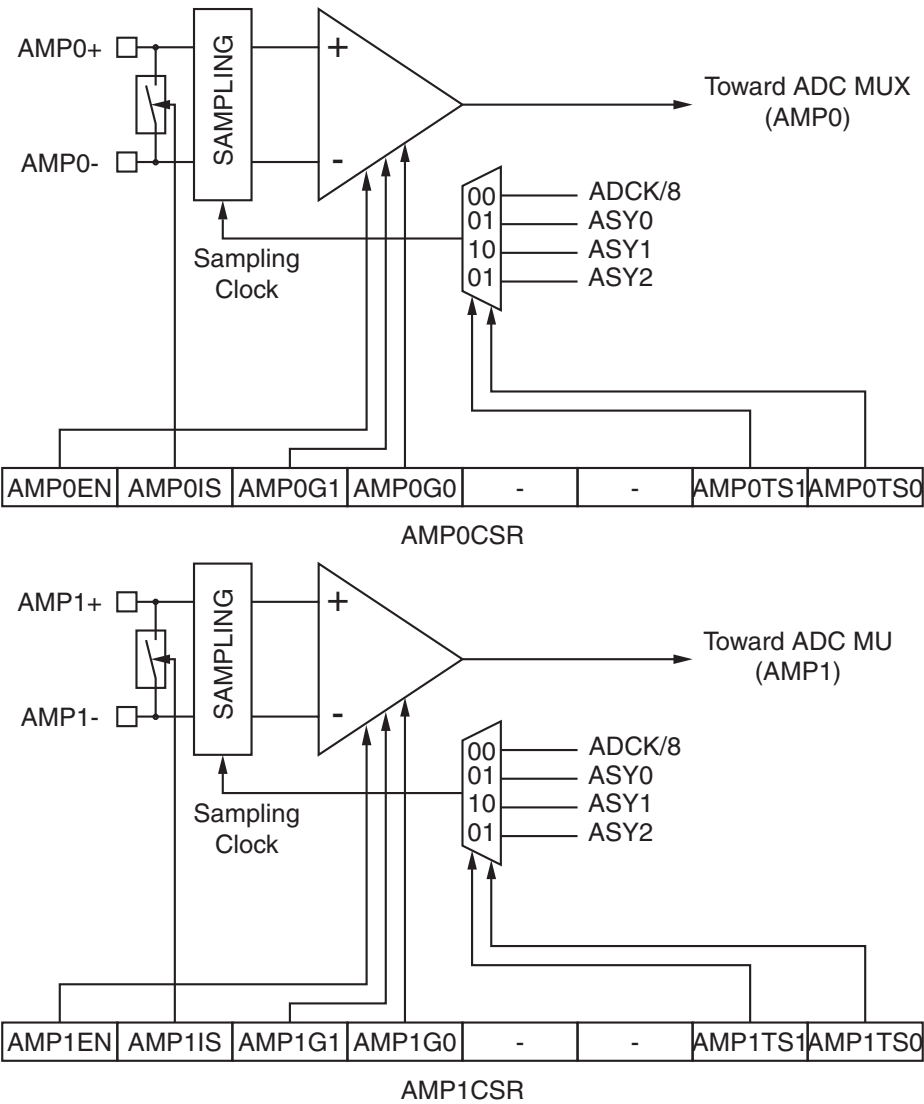 AMP0+
SAMPLING
+
Toward ADC MUX
(AMP0)
AMP0-
-
00 ADCK/8
01 ASY0
10 ASY1
01 ASY2
Sampling
Clock
AMP0EN AMP0IS AMP0G1 AMP0G0 - - AMP0TS1 AMP0TS0
AMP0CSR
AMP1+
SAMPLING
+
Toward ADC MU
(AMP1)
AMP1-
-
00 ADCK/8
01 ASY0
10 ASY1
01 ASY2
Sampling
Clock
AMP1EN AMP1IS AMP1G1 AMP1G0 - - AMP1TS1 AMP1TS0
AMP1CSR